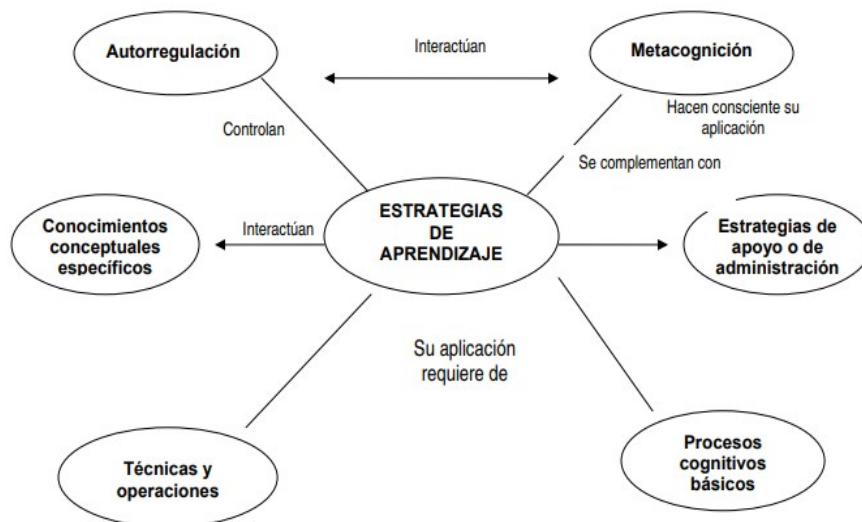 Autorregulación
Interactúan
Metacognición
Controlan
Hacen consciente su
aplicación
Se complementan con
ESTRATEGIAS
DE
APRENDIZAJE
Conocimientos
conceptuales
específicos
Interactúan
Estrategias de
apoyo o de
administración
Su aplicación
requiere de
Técnicas y
operaciones
Procesos
cognitivos
básicos